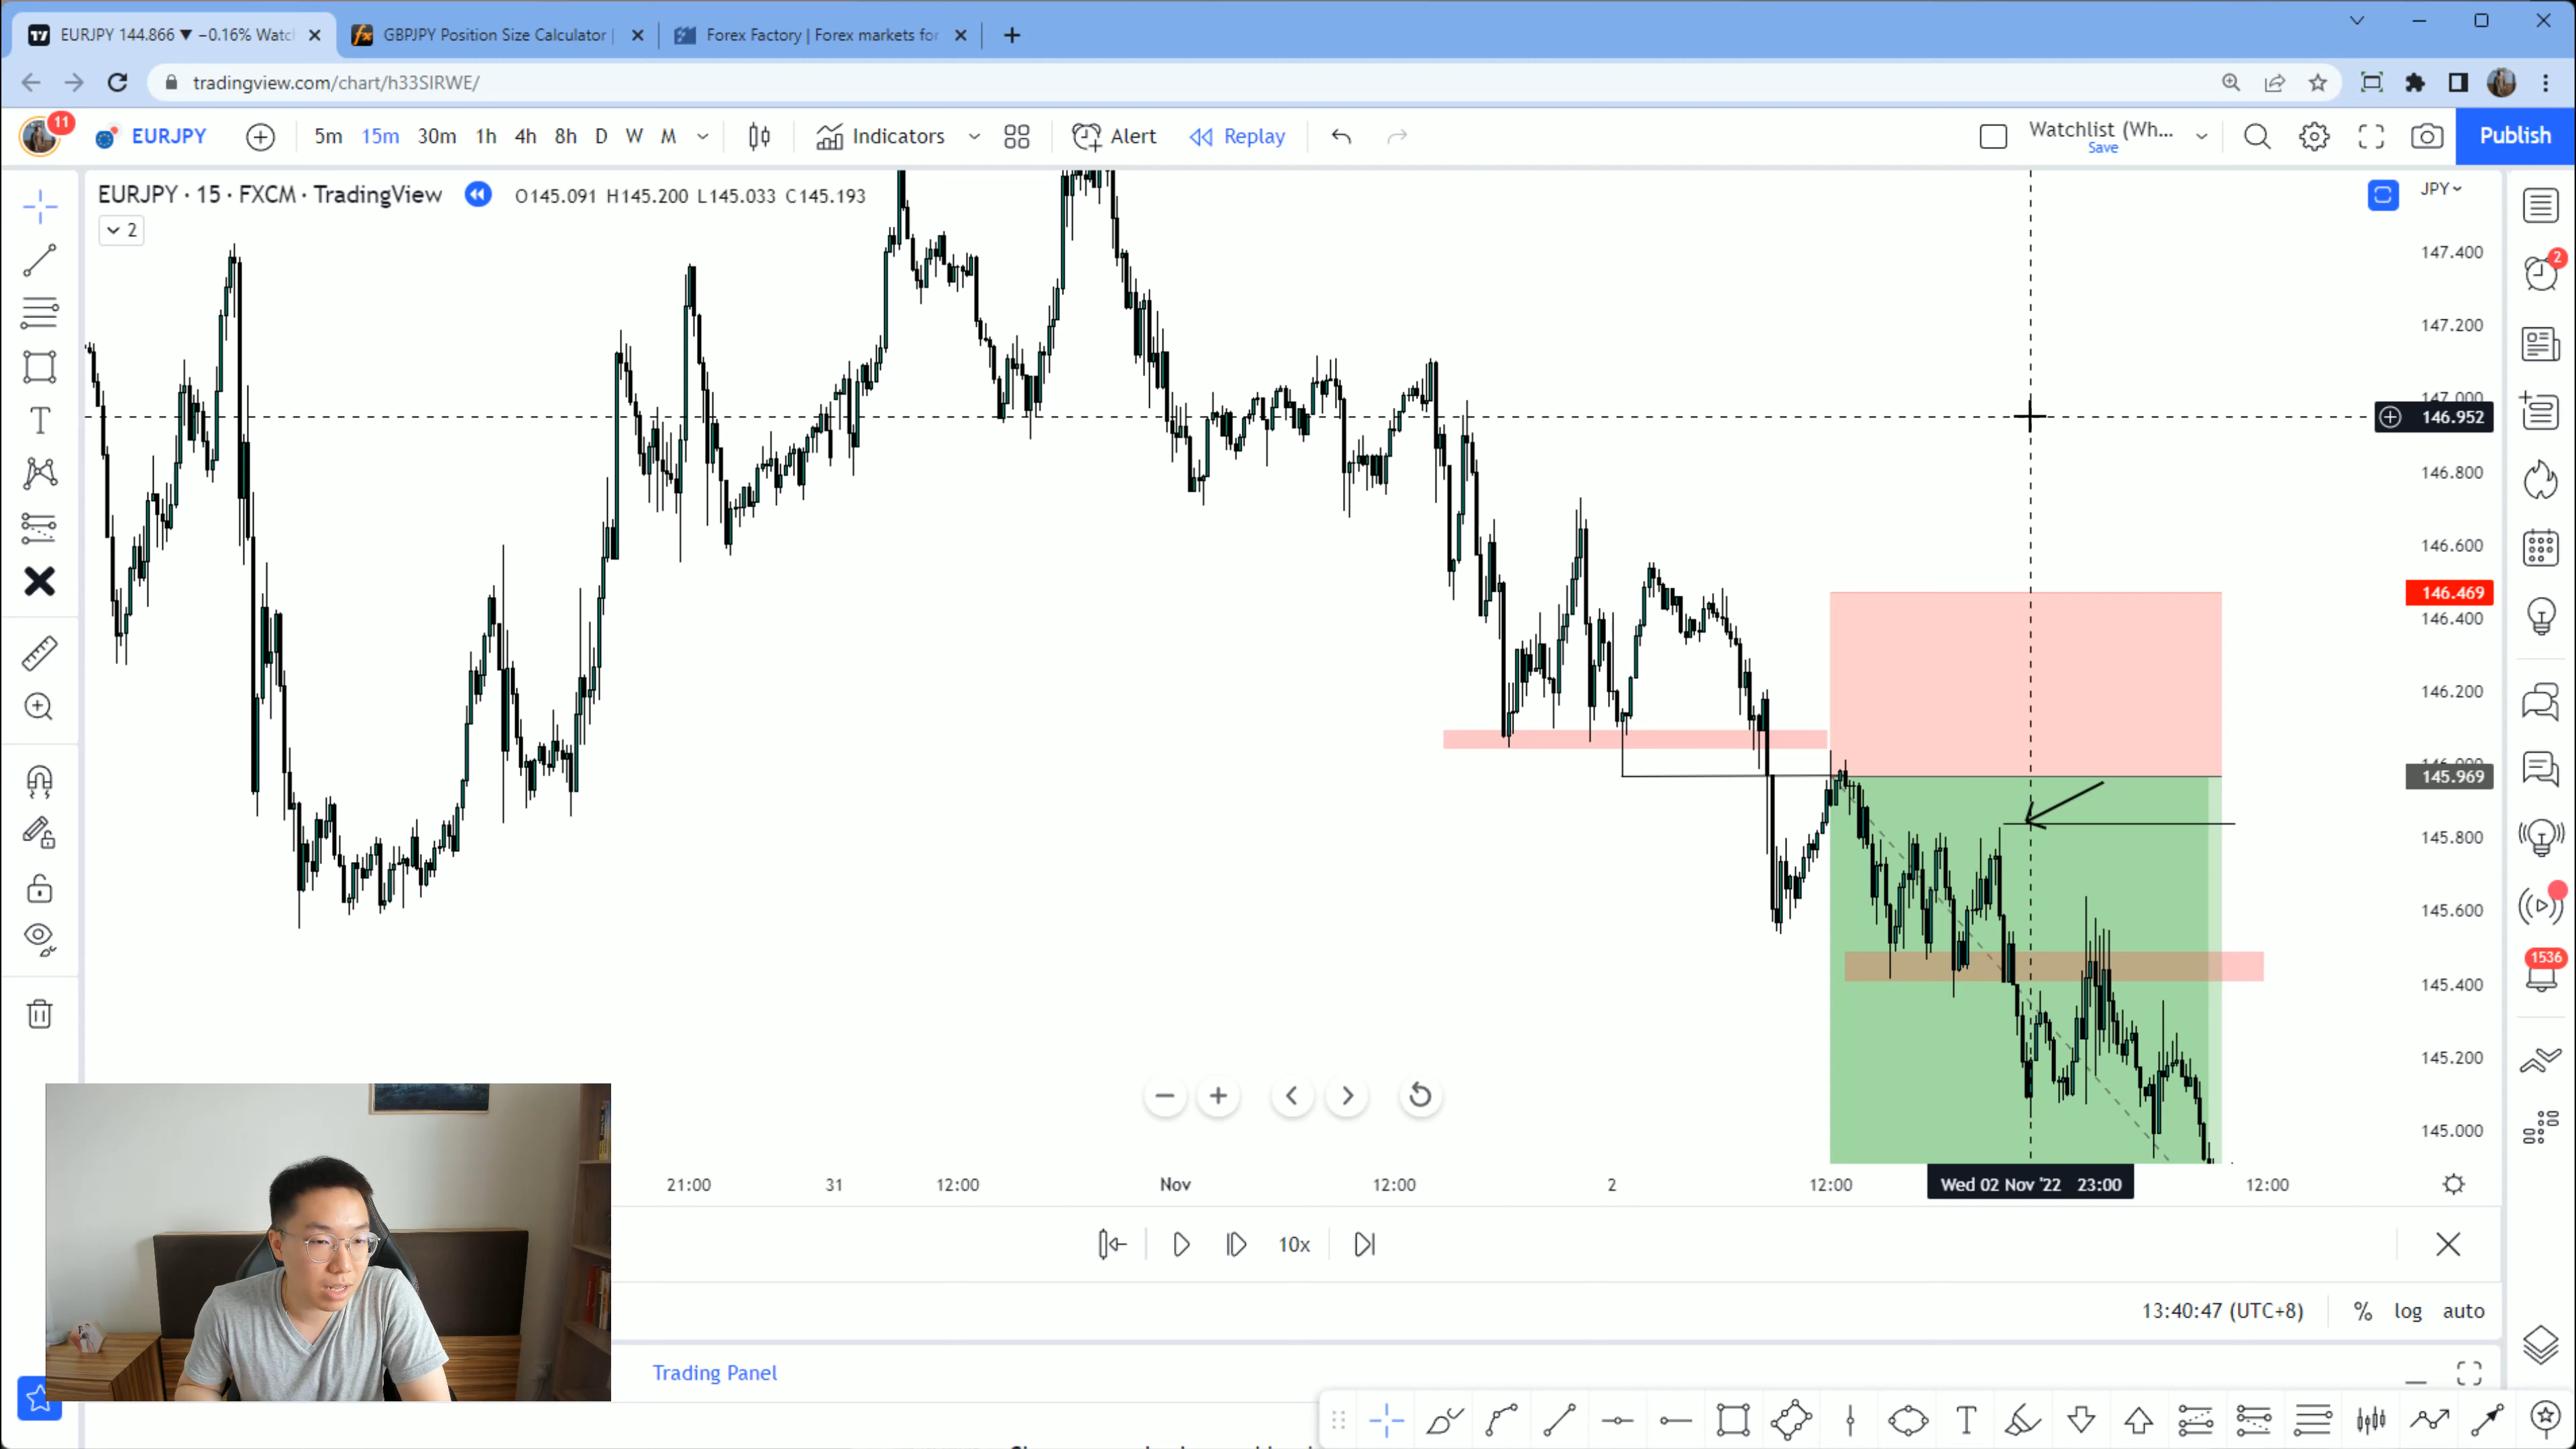 EURJPY 144.866 ▼ −0.16% Watc
GBPJPY Position Size Calculator |
Forex Factory | Forex markets for
tradingview.com/chart/h33SIRWE/
11
EURJPY
5m 15m 30m 1h 4h 8h D W M
Indicators
Alert
Replay
Watchlist (Wh...
Save
Publish
EURJPY · 15 · FXCM · TradingView
O145.091 H145.200 L145.033 C145.193
JPY
2
147.400
2
147.200
147.000
146.952
146.800
146.600
146.469
146.400
146.200
145.969
145.800
145.600
145.400
1536
145.200
145.000
21:00 31 12:00 Nov 12:00 2 12:00 Wed 02 Nov '22 23:00 12:00
10x
13:40:47 (UTC+8) % log auto
Trading Panel